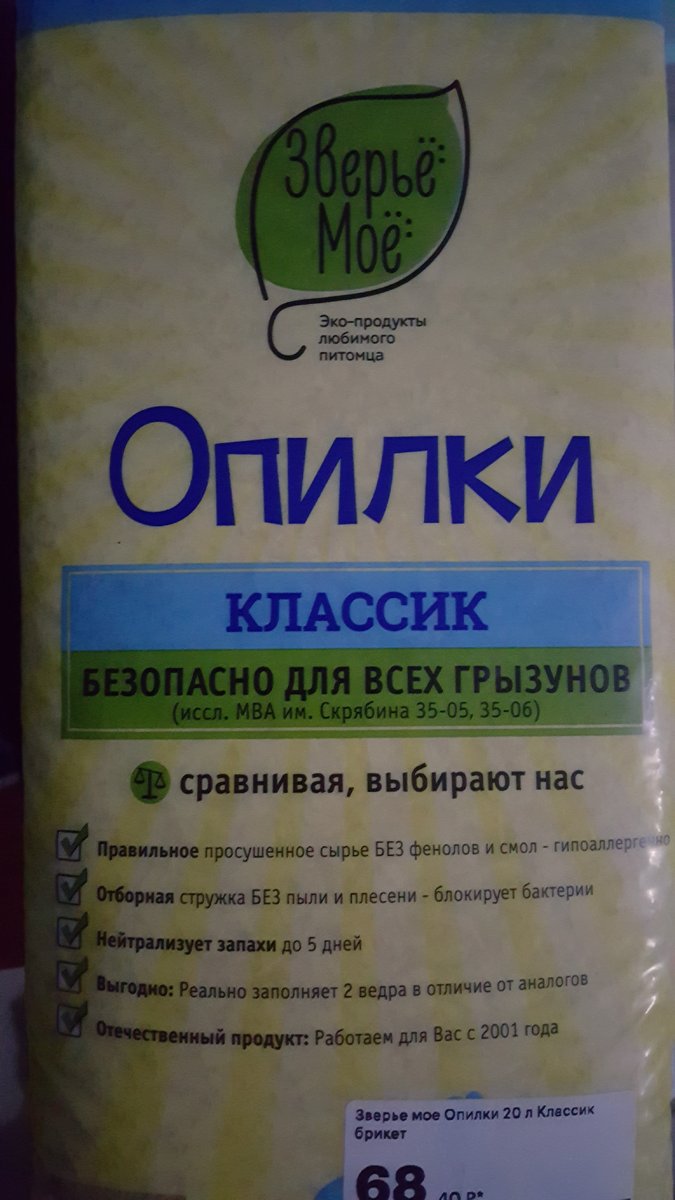 Зверьё
Моё
Эко-продукты
любимого
питомца
Опилки
КЛАССИК
БЕЗОПАСНО ДЛЯ ВСЕХ ГРЫЗУНОВ
(иссл. МВА им. Скрябина 35-05, 35-06)
сравнивая, выбирают нас
Правильное просушенное сырье БЕЗ фенолов и смол - гипоаллергенно
Отборная стружка БЕЗ пыли и плесени - блокирует бактерии
Нейтрализует запахи до 5 дней
Выгодно: Реально заполняет 2 ведра в отличие от аналогов
Отечественный продукт: Работаем для Вас с 2001 года
Зверье мое Опилки 20 л Классик
брикет
68 ,40 ₽*